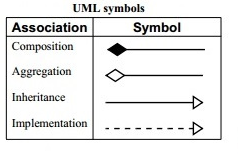 UML symbols
Association Symbol
Composition
Aggregation
Inheritance
Implementation